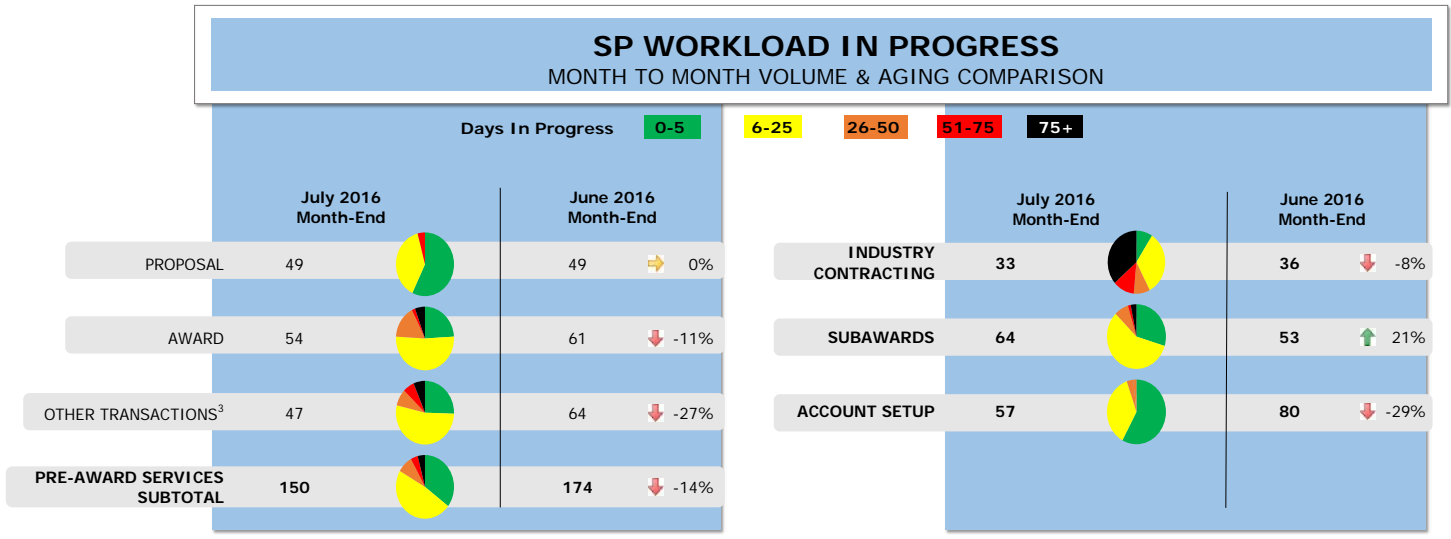 SP WORKLOAD IN PROGRESS
MONTH TO MONTH VOLUME & AGING COMPARISON
Days In Progress 0-5 6-25 26-50 51-75 75+
July 2016 June 2016
Month-End Month-End
PROPOSAL 49 49 0%
AWARD 54 61 -11%
OTHER TRANSACTIONS³ 47 64 -27%
PRE-AWARD SERVICES
SUBTOTAL 150 174 -14%
July 2016 June 2016
Month-End Month-End
INDUSTRY
CONTRACTING 33 36 -8%
SUBAWARDS 64 53 21%
ACCOUNT SETUP 57 80 -29%